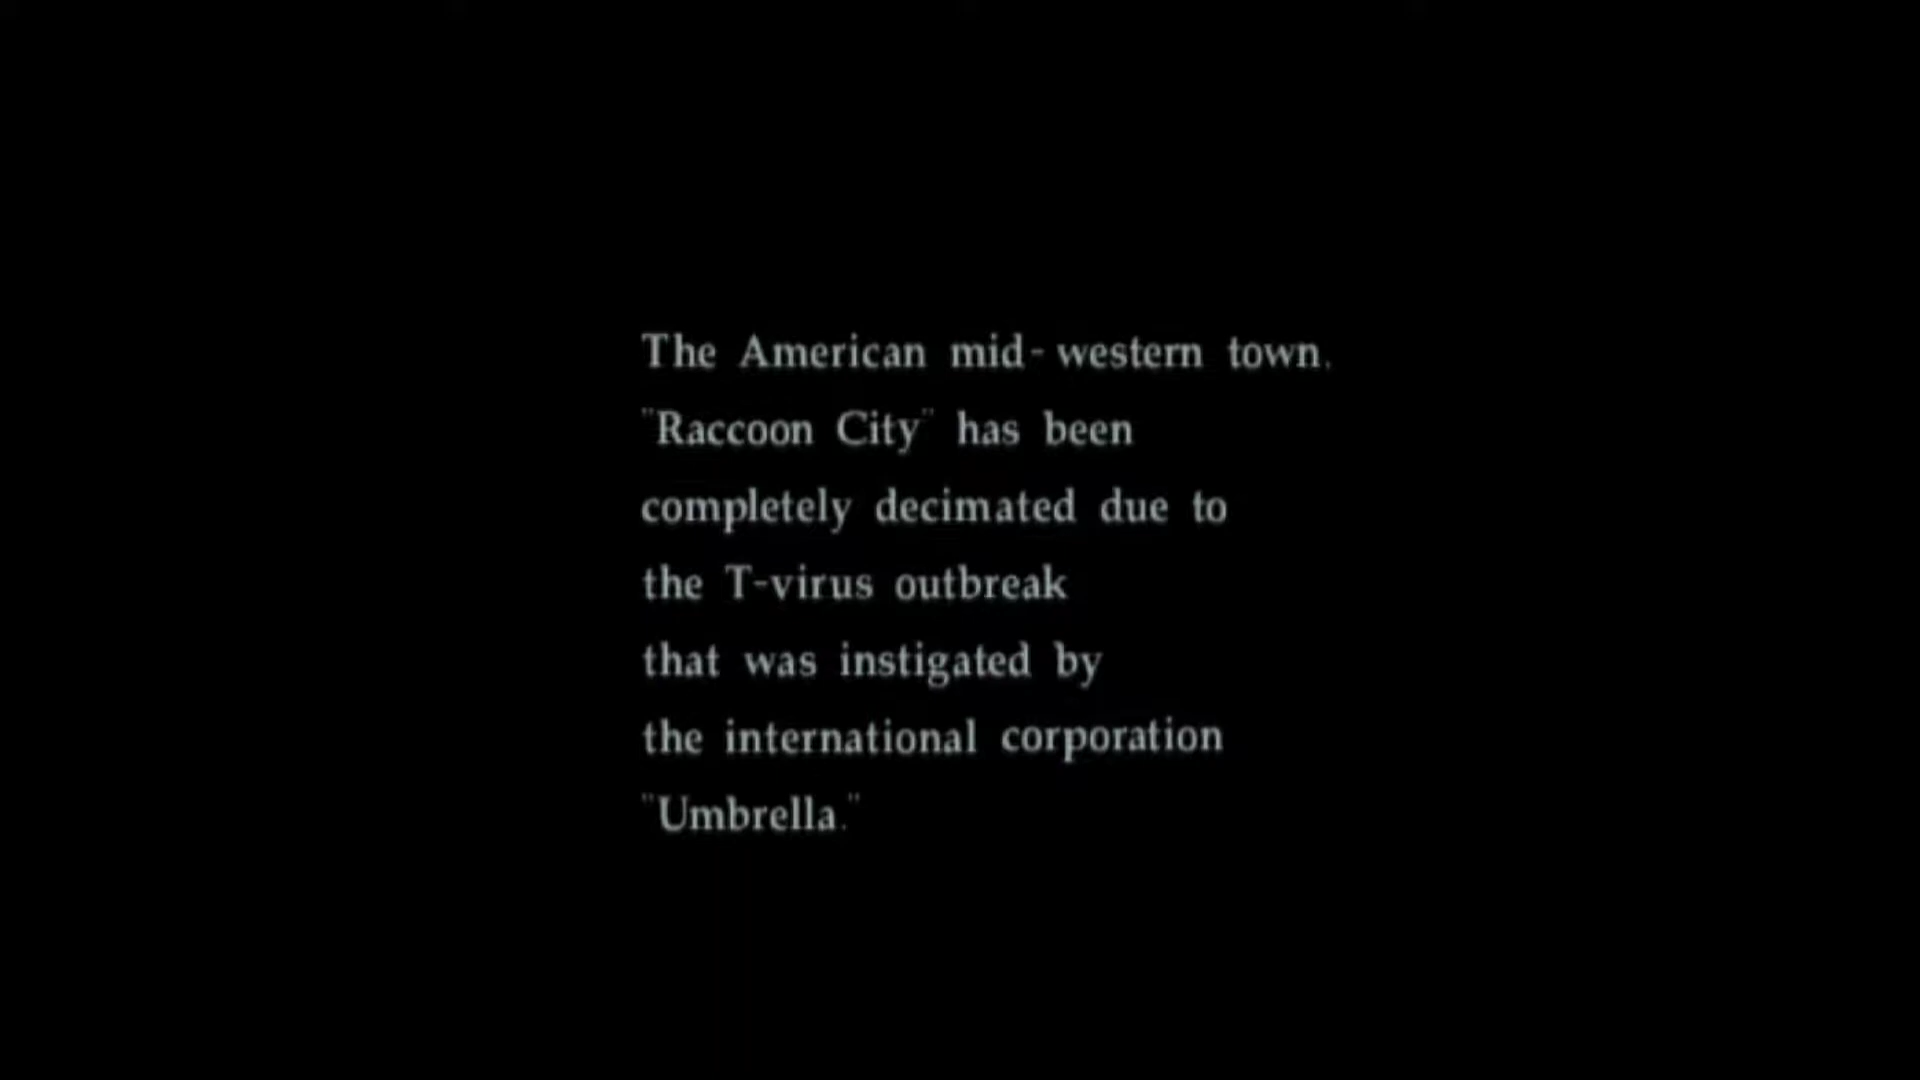 The American mid-western town,
"Raccoon City" has been
completely decimated due to
the T-virus outbreak
that was instigated by
the international corporation
"Umbrella."